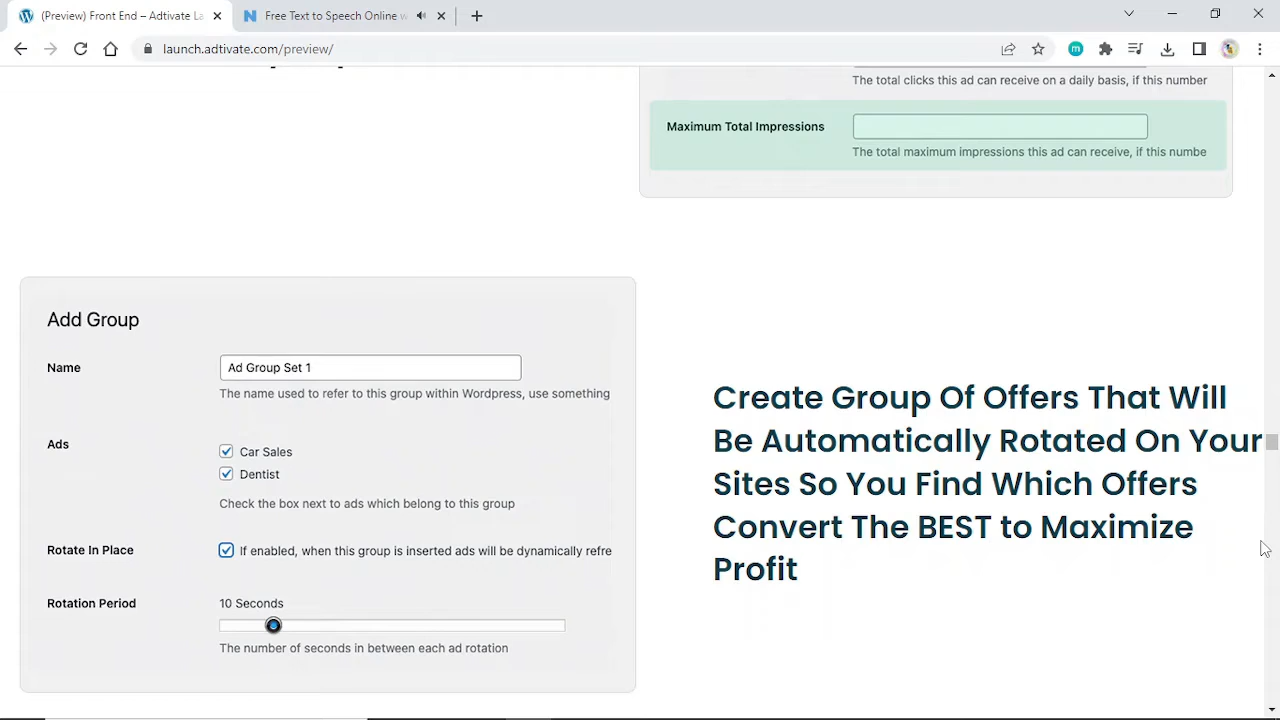 (Preview) Front End – Adtivate La
Free Text to Speech Online w
launch.adtivate.com/preview/
m
The total clicks this ad can receive on a daily basis, if this number
Maximum Total Impressions
The total maximum impressions this ad can receive, if this numbe
Add Group
Name
Ad Group Set 1
The name used to refer to this group within Wordpress, use something
Ads
Car Sales
Dentist
Check the box next to ads which belong to this group
Rotate In Place
If enabled, when this group is inserted ads will be dynamically refre
Rotation Period
10 Seconds
The number of seconds in between each ad rotation
Create Group Of Offers That Will
Be Automatically Rotated On Your
Sites So You Find Which Offers
Convert The BEST to Maximize
Profit